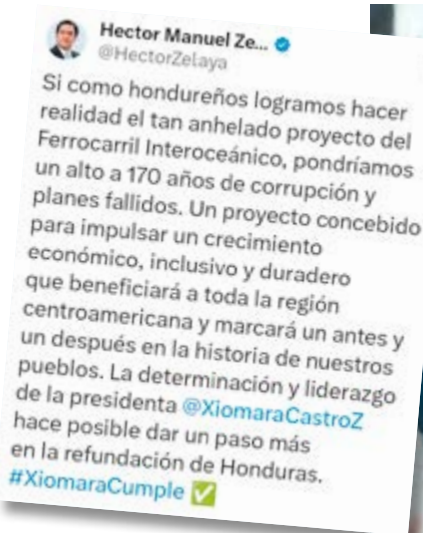 Hector Manuel Ze...
@HectorZelaya
Si como hondureños logramos hacer
realidad el tan anhelado proyecto del
Ferrocarril Interoceánico, pondríamos
un alto a 170 años de corrupción y
planes fallidos. Un proyecto concebido
para impulsar un crecimiento
económico, inclusivo y duradero
que beneficiará a toda la región
centroamericana y marcará un antes y
un después en la historia de nuestros
pueblos. La determinación y liderazgo
de la presidenta @XiomaraCastroZ
hace posible dar un paso más
en la refundación de Honduras.
#XiomaraCumple ✅